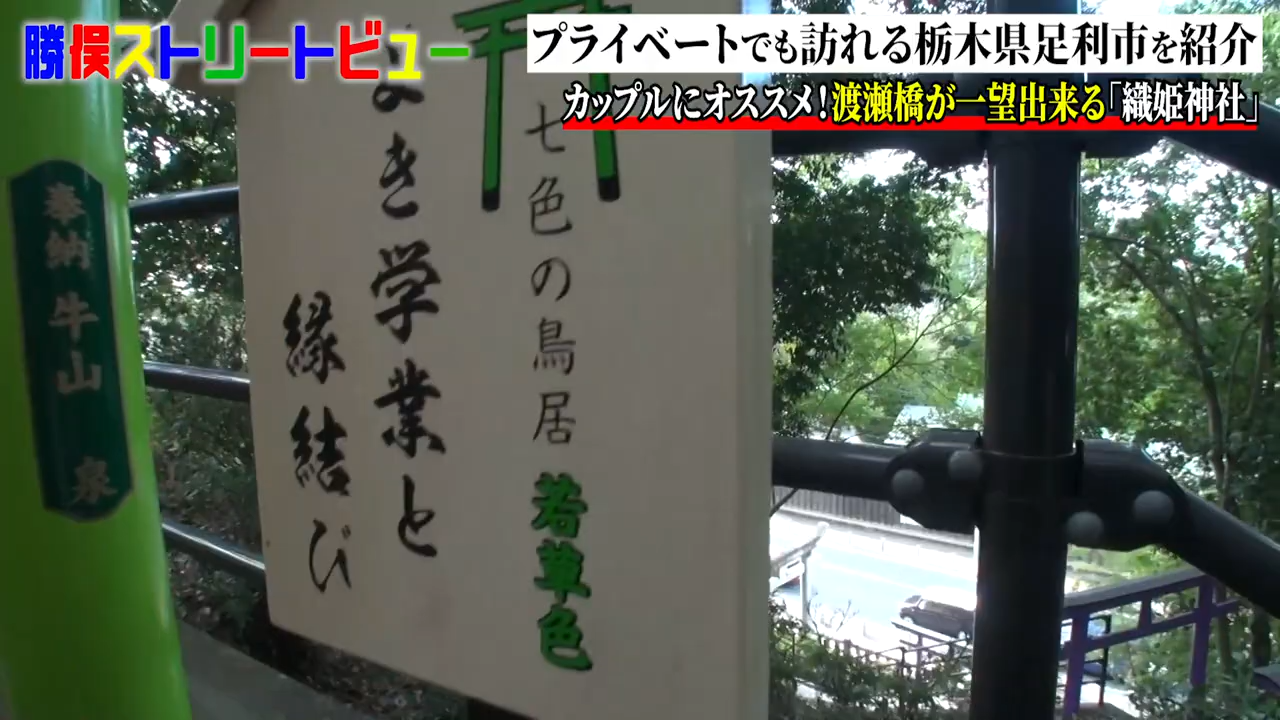 勝俣ストリートビュー
プライベートでも訪れる栃木県足利市を紹介
カップルにオススメ!渡瀬橋が一望出来る「織姫神社」
七色の鳥居 若草色
よき学業と
縁結び
奉納 牛山 泉